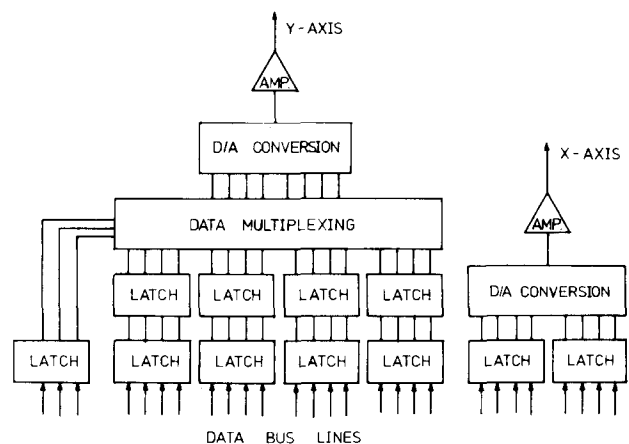 Y-AXIS
AMP.
D/A CONVERSION
X-AXIS
DATA MULTIPLEXING
AMP.
LATCH LATCH LATCH LATCH
D/A CONVERSION
LATCH LATCH LATCH LATCH LATCH LATCH LATCH
DATA BUS LINES